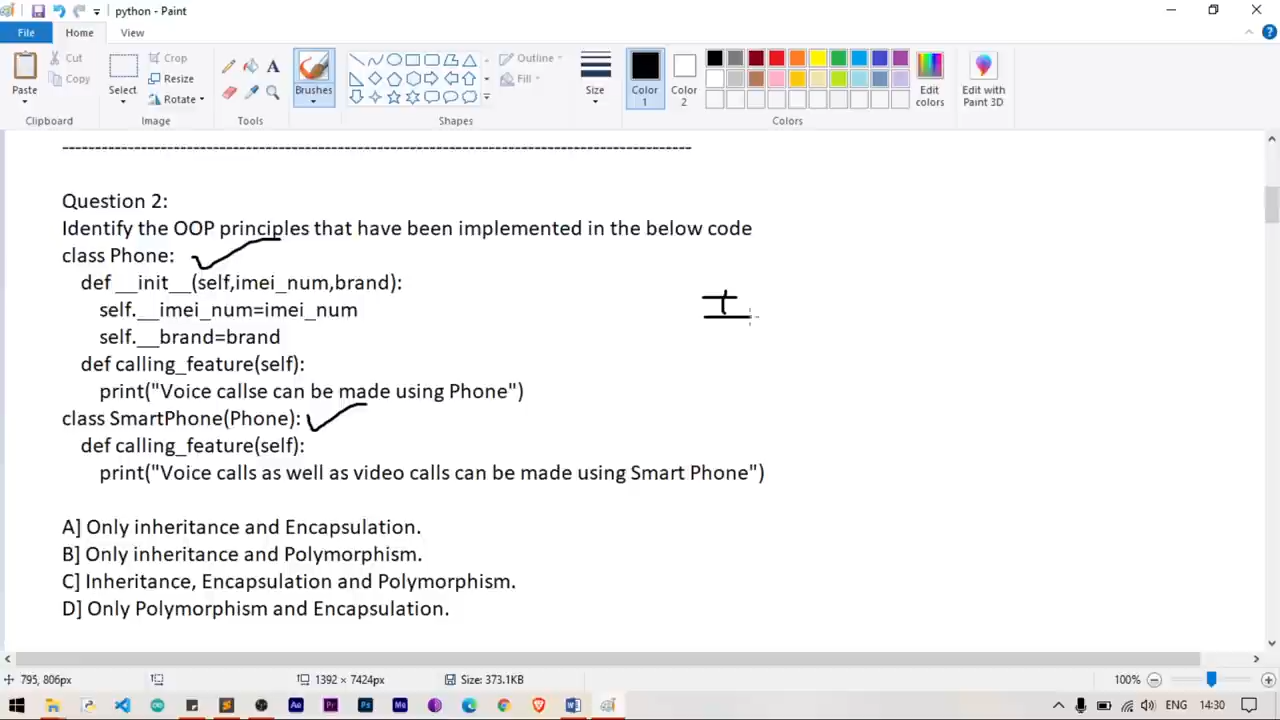 python - Paint
File
Home
View
Paste
Cut
Copy
Clipboard
Select
Crop
Resize
Rotate
Image
Tools
Brushes
Shapes
Outline
Fill
Size
Color
1
Color
2
Edit
colors
Colors
Edit with
Paint 3D
--------------------------------------------------------------------------------------------------
Question 2:
Identify the OOP principles that have been implemented in the below code
class Phone:
def __init__(self,imei_num,brand):
self.__imei_num=imei_num
self.__brand=brand
def calling_feature(self):
print("Voice callse can be made using Phone")
class SmartPhone(Phone):
def calling_feature(self):
print("Voice calls as well as video calls can be made using Smart Phone")
A] Only inheritance and Encapsulation.
B] Only inheritance and Polymorphism.
C] Inheritance, Encapsulation and Polymorphism.
D] Only Polymorphism and Encapsulation.
795, 806px
1392 × 7424px
Size: 373.1KB
100%
ENG
14:30